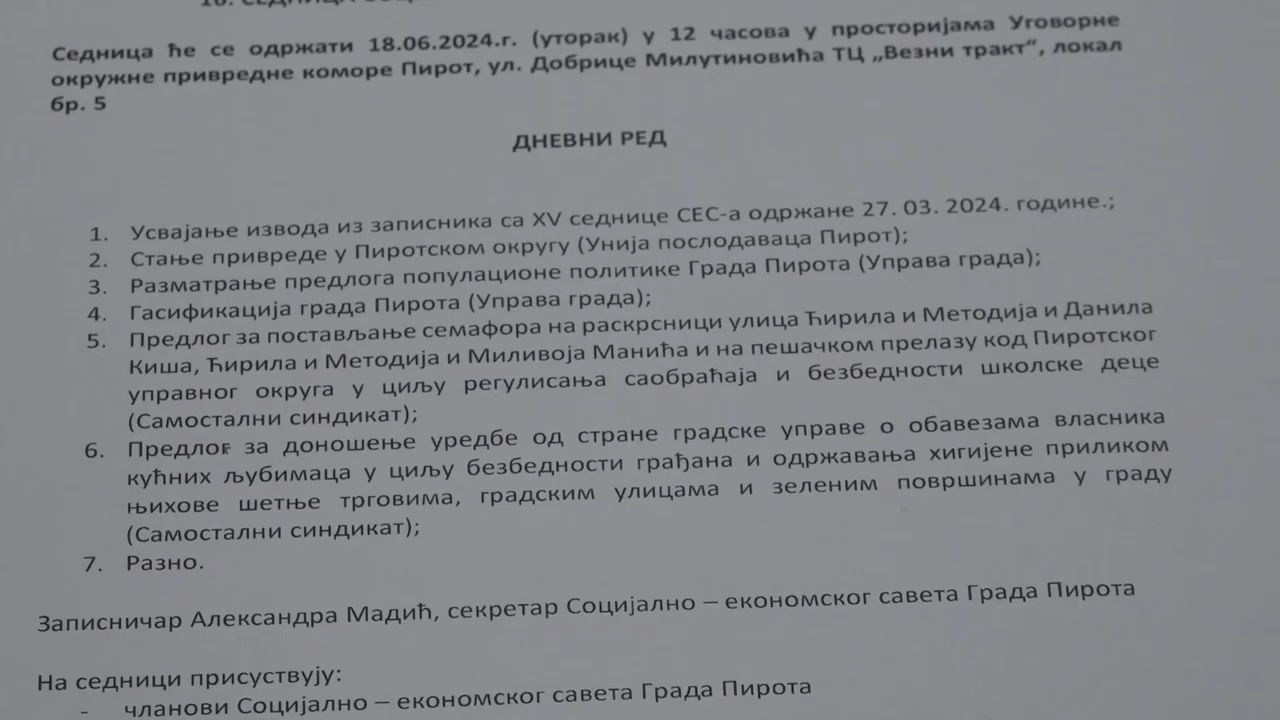 16. СЕДНИЦИ
Седница ће се одржати 18.06.2024.г. (уторак) у 12 часова у просторијама Уговорне
окружне привредне коморе Пирот, ул. Добрице Милутиновића ТЦ „Везни тракт“, локал
бр. 5
ДНЕВНИ РЕД
1. Усвајање извода из записника са XV седнице СЕС-а одржане 27. 03. 2024. године.;
2. Стање привреде у Пиротском округу (Унија послодаваца Пирот);
3. Разматрање предлога популационе политике Града Пирота (Управа града);
4. Гасификација града Пирота (Управа града);
5. Предлог за постављање семафора на раскрсници улица Ћирила и Методија и Данила
Киша, Ћирила и Методија и Миливоја Манића и на пешачком прелазу код Пиротског
управног округа у циљу регулисања саобраћаја и безбедности школске деце
(Самостални синдикат);
6. Предлог за доношење уредбе од стране градске управе о обавезама власника
кућних љубимаца у циљу безбедности грађана и одржавања хигијене приликом
њихове шетње трговима, градским улицама и зеленим површинама у граду
(Самостални синдикат);
7. Разно.
Записничар Александра Мадић, секретар Социјално – економског савета Града Пирота
На седници присуствују:
- чланови Социјално – економског савета Града Пирота